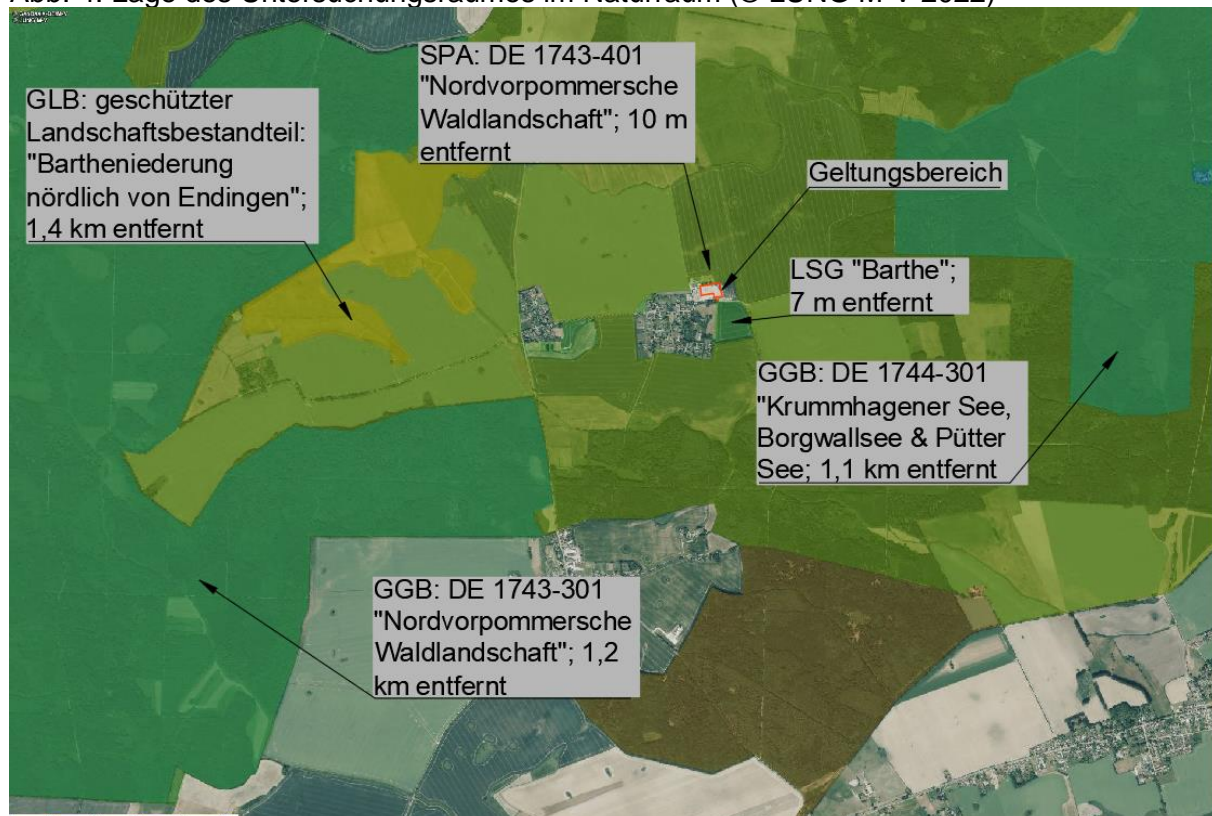 SPA: DE 1743-401
"Nordvorpommersche
Waldlandschaft"; 10 m
entfernt
GLB: geschützter
Landschaftsbestandteil:
"Bartheniederung
nördlich von Endingen";
1,4 km entfernt
Geltungsbereich
LSG "Barthe";
7 m entfernt
GGB: DE 1744-301
"Krummhagener See,
Borgwallsee & Pütter
See; 1,1 km entfernt
GGB: DE 1743-301
"Nordvorpommersche
Waldlandschaft"; 1,2
km entfernt